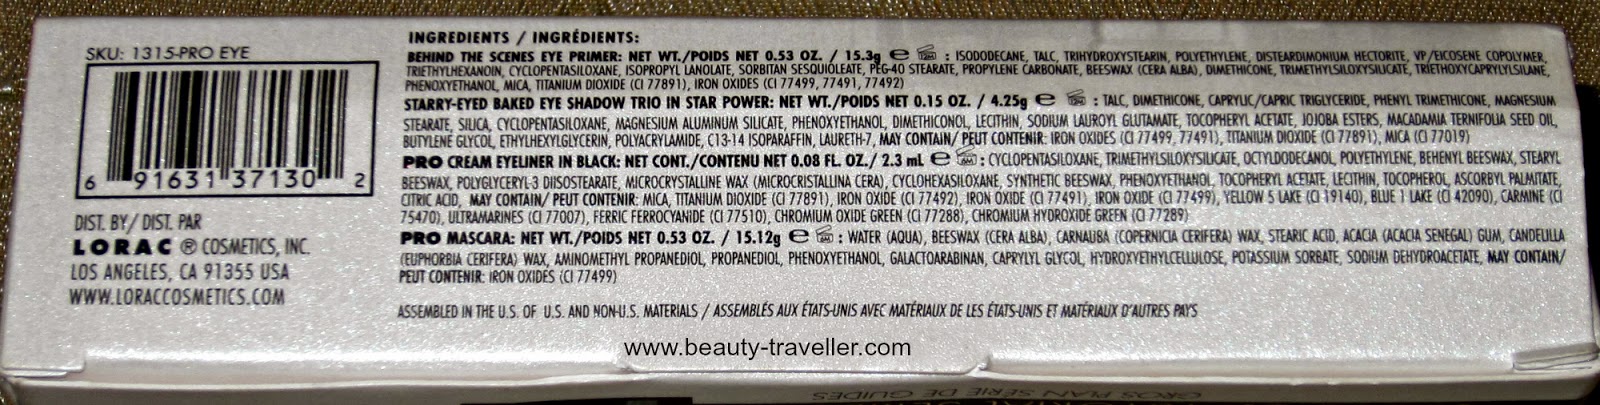 SKU: 1315-PRO EYE
6 91631 37130 2
DIST. BY/ DIST. PAR
LORAC ® COSMETICS, INC.
LOS ANGELES, CA 91355 USA
WWW.LORACCOSMETICS.COM
INGREDIENTS / INGRÉDIENTS:
BEHIND THE SCENES EYE PRIMER: NET WT./POIDS NET 0.53 OZ. / 15.3g ℮ : ISODODECANE, TALC, TRIHYDROXYSTEARIN, POLYETHYLENE, DISTEARDIMONIUM HECTORITE, VP/EICOSENE COPOLYMER,
TRIETHYLHEXANOIN, CYCLOPENTASILOXANE, ISOPROPYL LANOLATE, SORBITAN SESQUIOLEATE, PEG-40 STEARATE, PROPYLENE CARBONATE, BEESWAX (CERA ALBA), DIMETHICONE, TRIMETHYLSILOXYSILICATE, TRIETHOXYCAPRYLYLSILANE,
PHENOXYETHANOL, MICA, TITANIUM DIOXIDE (CI 77891), IRON OXIDES (CI 77499, 77491, 77492)
STARRY-EYED BAKED EYE SHADOW TRIO IN STAR POWER: NET WT./POIDS NET 0.15 OZ. / 4.25g ℮ : TALC, DIMETHICONE, CAPRYLIC/CAPRIC TRIGLYCERIDE, PHENYL TRIMETHICONE, MAGNESIUM
STEARATE, SILICA, CYCLOPENTASILOXANE, MAGNESIUM ALUMINUM SILICATE, PHENOXYETHANOL, DIMETHICONOL, LECITHIN, SODIUM LAUROYL GLUTAMATE, TOCOPHERYL ACETATE, JOJOBA ESTERS, MACADAMIA TERNIFOLIA SEED OIL,
BUTYLENE GLYCOL, ETHYLHEXYLGLYCERIN, POLYACRYLAMIDE, C13-14 ISOPARAFFIN, LAURETH-7, MAY CONTAIN/ PEUT CONTENIR: IRON OXIDES (CI 77499, 77491), TITANIUM DIOXIDE (CI 77891), MICA (CI 77019)
PRO CREAM EYELINER IN BLACK: NET CONT./CONTENU NET 0.08 FL. OZ./ 2.3 mL ℮ : CYCLOPENTASILOXANE, TRIMETHYLSILOXYSILICATE, OCTYLDODECANOL, POLYETHYLENE, BEHENYL BEESWAX, STEARYL
BEESWAX, POLYGLYCERYL-3 DIISOSTEARATE, MICROCRYSTALLINE WAX (MICROCRISTALLINA CERA), CYCLOHEXASILOXANE, SYNTHETIC BEESWAX, PHENOXYETHANOL, TOCOPHERYL ACETATE, LECITHIN, TOCOPHEROL, ASCORBYL PALMITATE,
CITRIC ACID, MAY CONTAIN/ PEUT CONTENIR: MICA, TITANIUM DIOXIDE (CI 77891), IRON OXIDE (CI 77492), IRON OXIDE (CI 77491), IRON OXIDE (CI 77499), YELLOW 5 LAKE (CI 19140), BLUE 1 LAKE (CI 42090), CARMINE (CI
75470), ULTRAMARINES (CI 77007), FERRIC FERROCYANIDE (CI 77510), CHROMIUM OXIDE GREEN (CI 77288), CHROMIUM HYDROXIDE GREEN (CI 77289)
PRO MASCARA: NET WT./POIDS NET 0.53 OZ. / 15.12g ℮ : WATER (AQUA), BEESWAX (CERA ALBA), CARNAUBA (COPERNICIA CERIFERA) WAX, STEARIC ACID, ACACIA (ACACIA SENEGAL) GUM, CANDELILLA
(EUPHORBIA CERIFERA) WAX, AMINOMETHYL PROPANEDIOL, PROPANEDIOL, PHENOXYETHANOL, GALACTOARABINAN, CAPRYLYL GLYCOL, HYDROXYETHYLCELLULOSE, POTASSIUM SORBATE, SODIUM DEHYDROACETATE, MAY CONTAIN/
PEUT CONTENIR: IRON OXIDES (CI 77499)
ASSEMBLED IN THE U.S. OF U.S. AND NON-U.S. MATERIALS / ASSEMBLÉS AUX ÉTATS-UNIS AVEC MATÉRIAUX DE LES ÉTATS-UNIS ET MATÉRIAUX D'AUTRES PAYS
www.beauty-traveller.com
GROS PLAN SÉRIE DE GUIDES